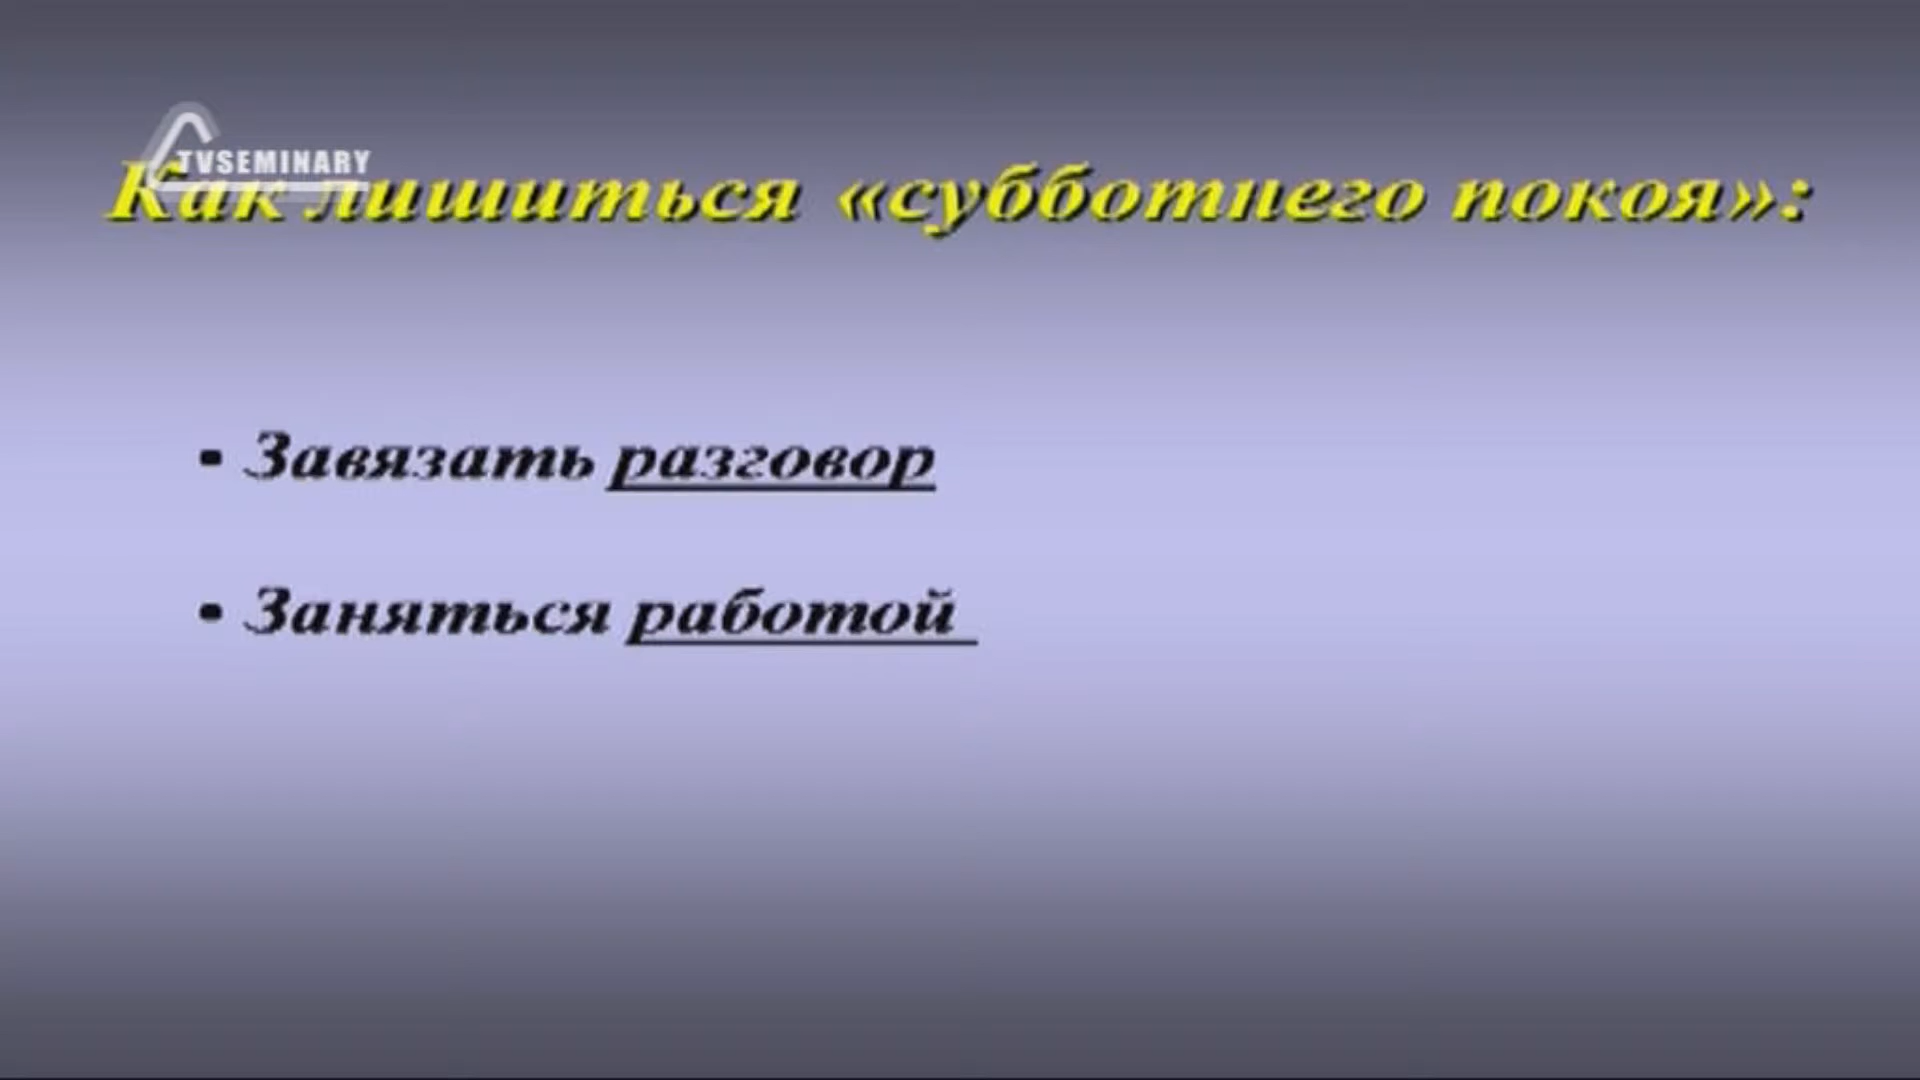 TVSEMINARY
Как лишиться «субботнего покоя»:
▪ Завязать разговор
▪ Заняться работой